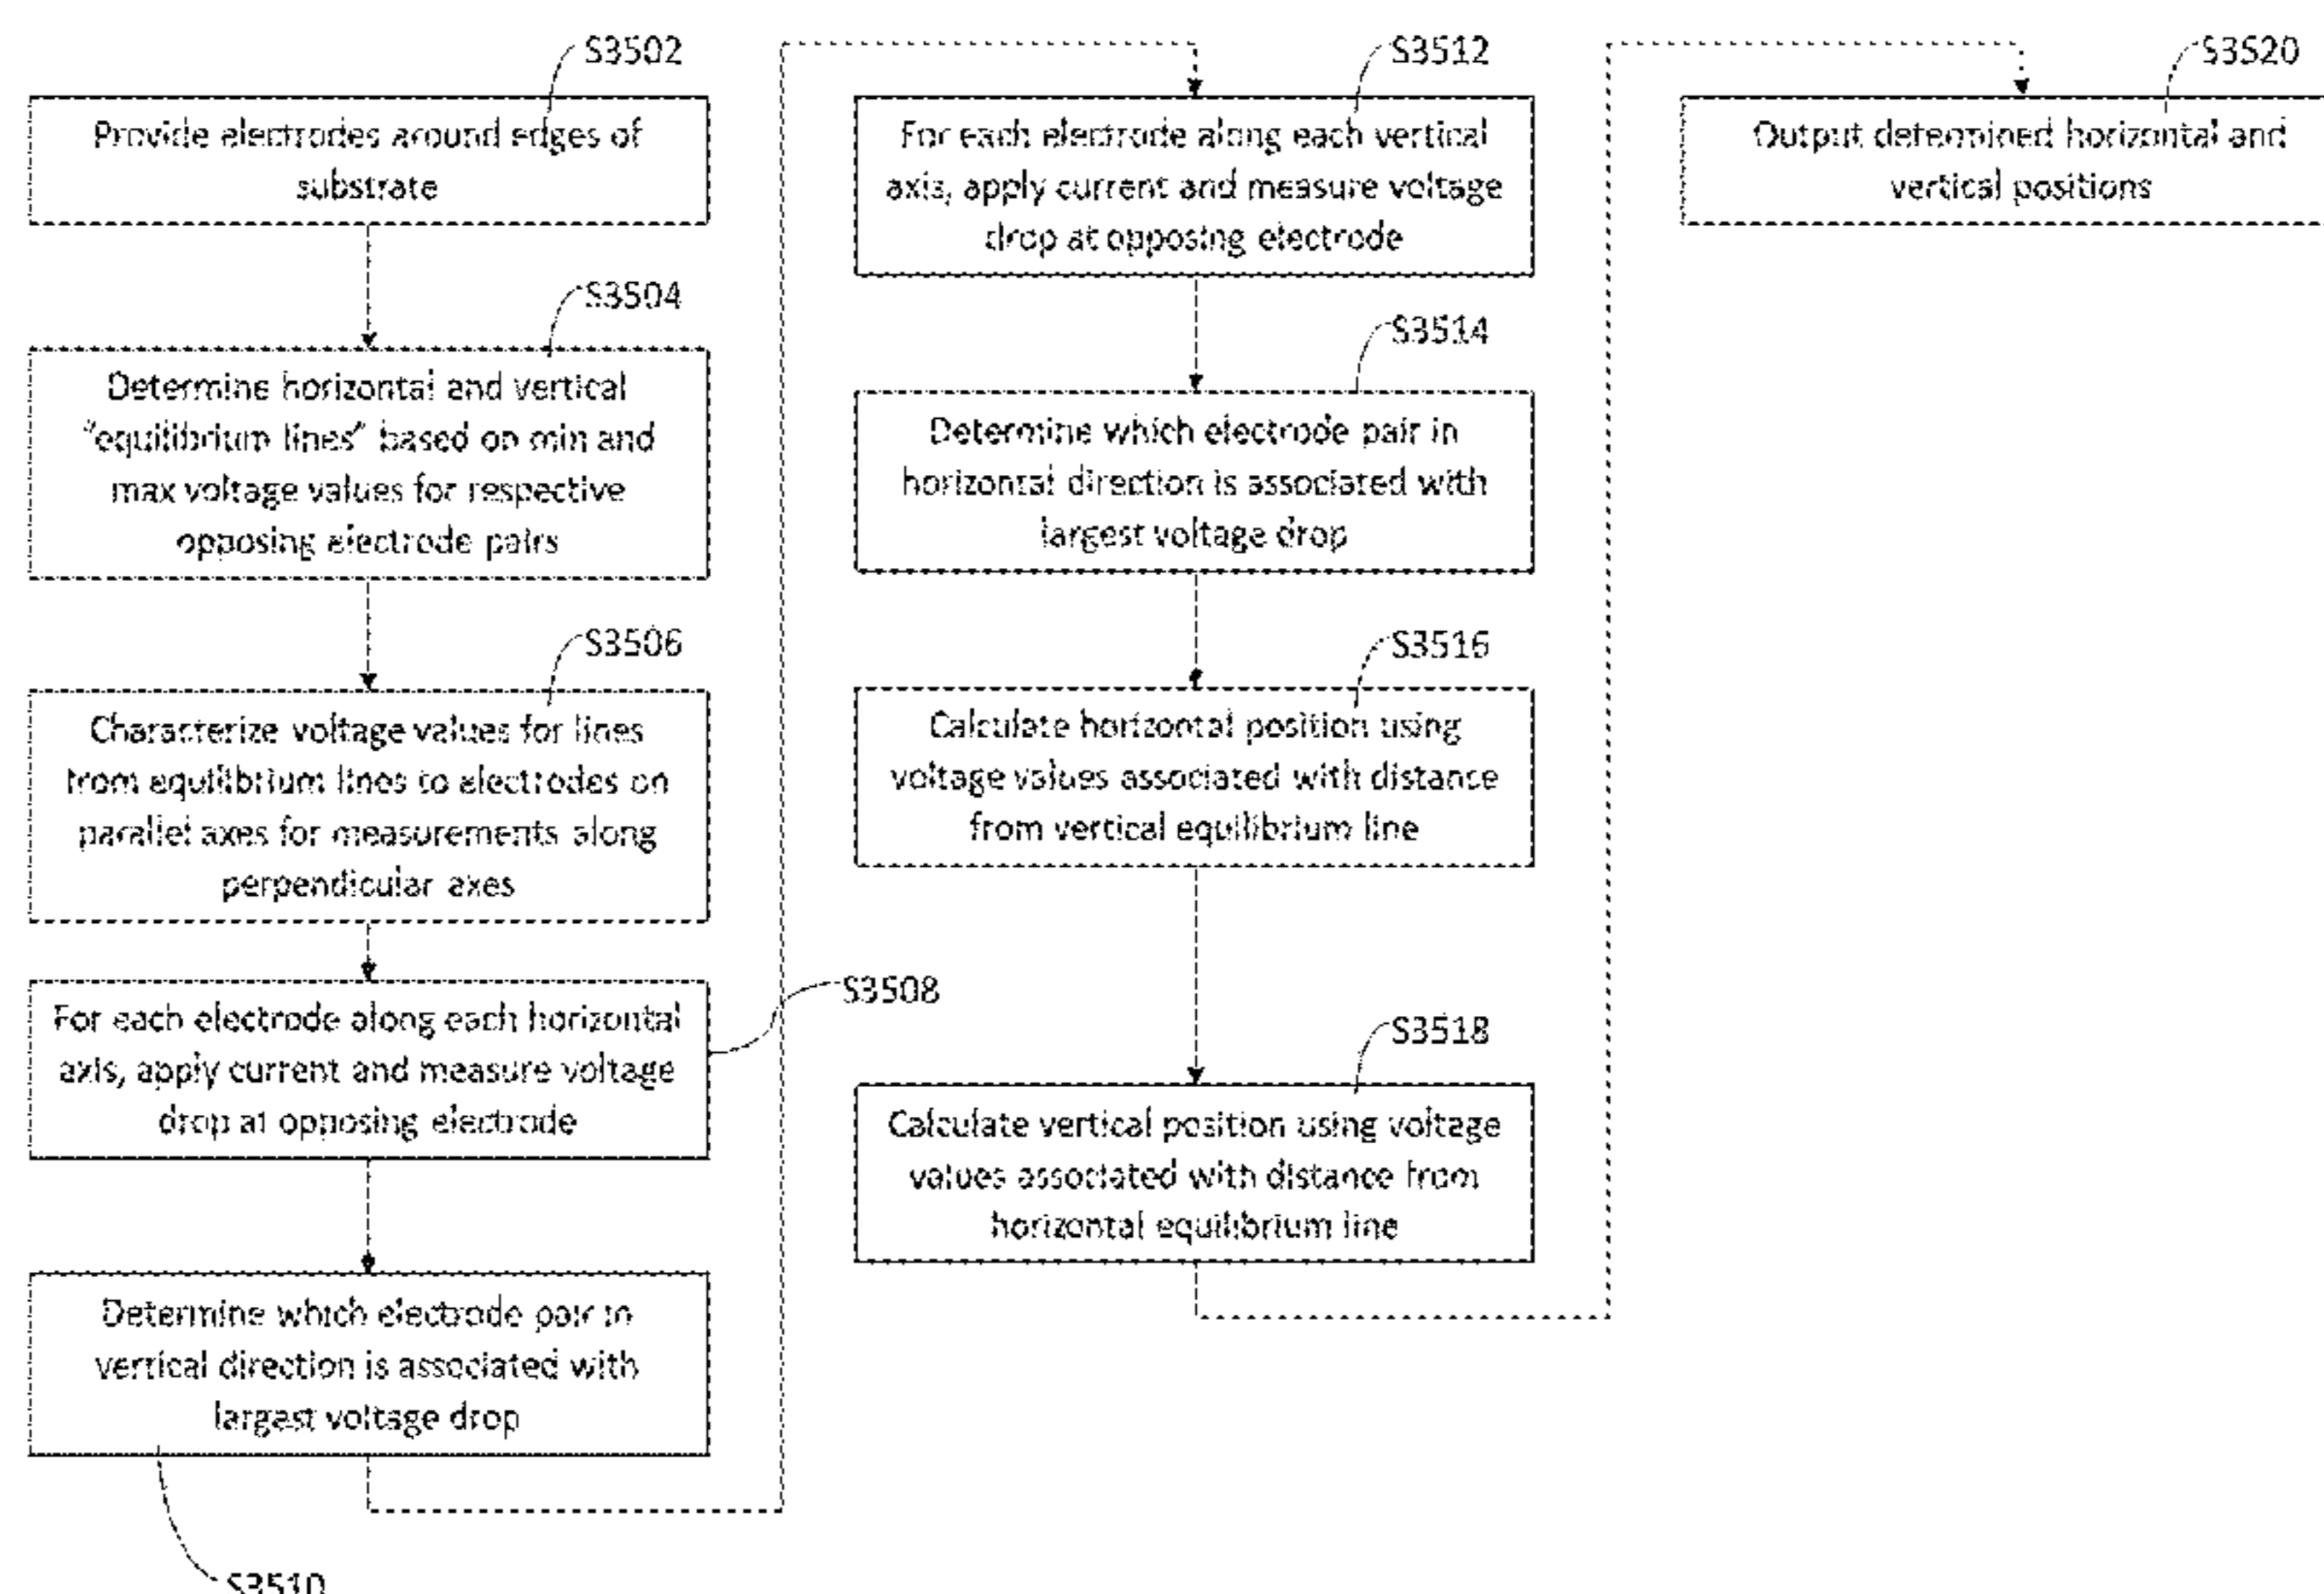 S3502
Provide electrodes around edges of
substrate
S3504
Determine horizontal and vertical
"equilibrium lines" based on min and
max voltage values for respective
opposing electrode pairs
S3506
Characterize voltage values for lines
from equilibrium lines to electrodes on
parallel axes for measurements along
perpendicular axes
S3508
For each electrode along each horizontal
axis, apply current and measure voltage
drop at opposing electrode
Determine which electrode pair in
vertical direction is associated with
largest voltage drop
S3510
S3512
For each electrode along each vertical
axis, apply current and measure voltage
drop at opposing electrode
S3514
Determine which electrode pair in
horizontal direction is associated with
largest voltage drop
S3516
Calculate horizontal position using
voltage values associated with distance
from vertical equilibrium line
S3518
Calculate vertical position using voltage
values associated with distance from
horizontal equilibrium line
S3520
Output determined horizontal and
vertical positions